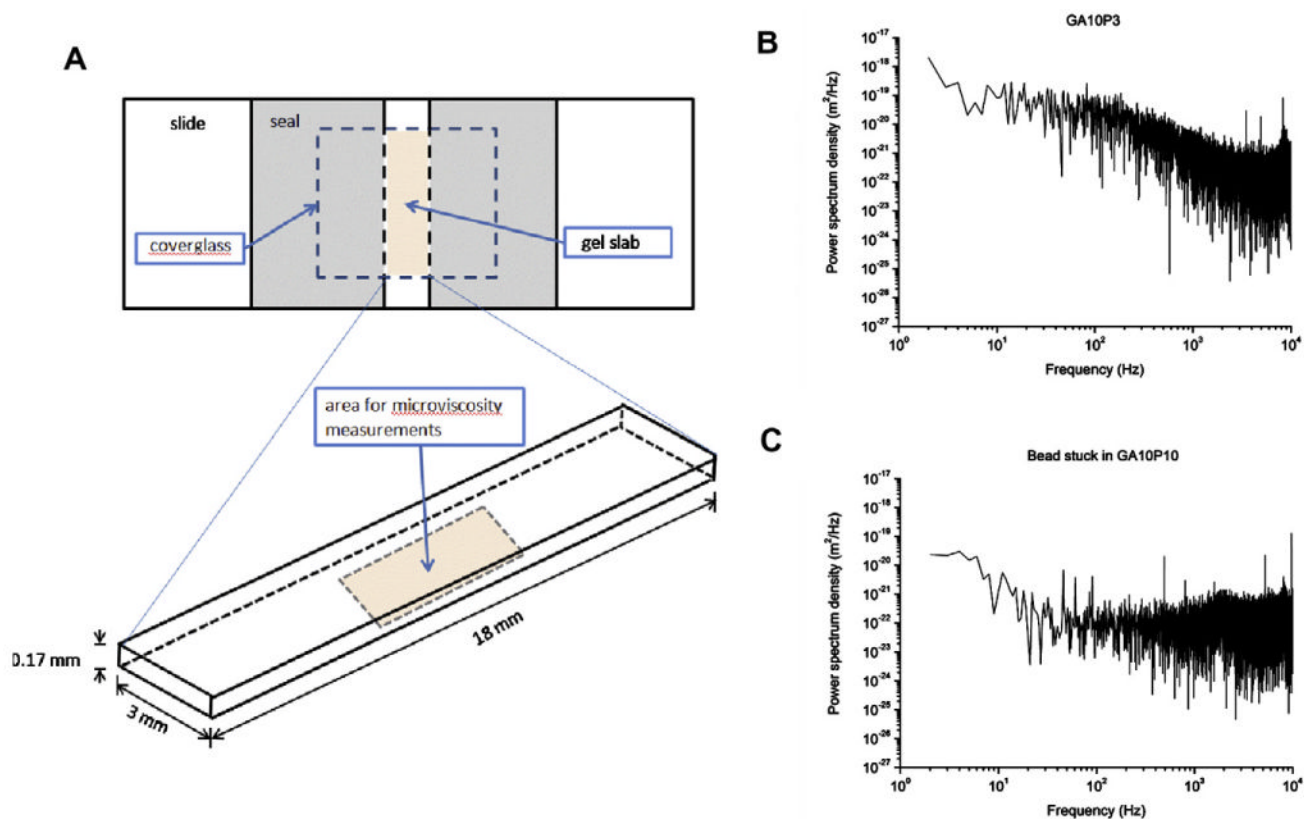 A
slide
seal
coverglass
gel slab
area for microviscosity
measurements
0.17 mm
3 mm
18 mm
B
GA10P3
Power spectrum density (m²/Hz)
10⁻¹⁷
10⁻¹⁸
10⁻¹⁹
10⁻²⁰
10⁻²¹
10⁻²²
10⁻²³
10⁻²⁴
10⁻²⁵
10⁻²⁶
10⁻²⁷
10⁰ 10¹ 10² 10³ 10⁴
Frequency (Hz)
C
Bead stuck in GA10P10
Power spectrum density (m²/Hz)
10⁻¹⁷
10⁻¹⁸
10⁻¹⁹
10⁻²⁰
10⁻²¹
10⁻²²
10⁻²³
10⁻²⁴
10⁻²⁵
10⁻²⁶
10⁻²⁷
10⁰ 10¹ 10² 10³ 10⁴
Frequency (Hz)